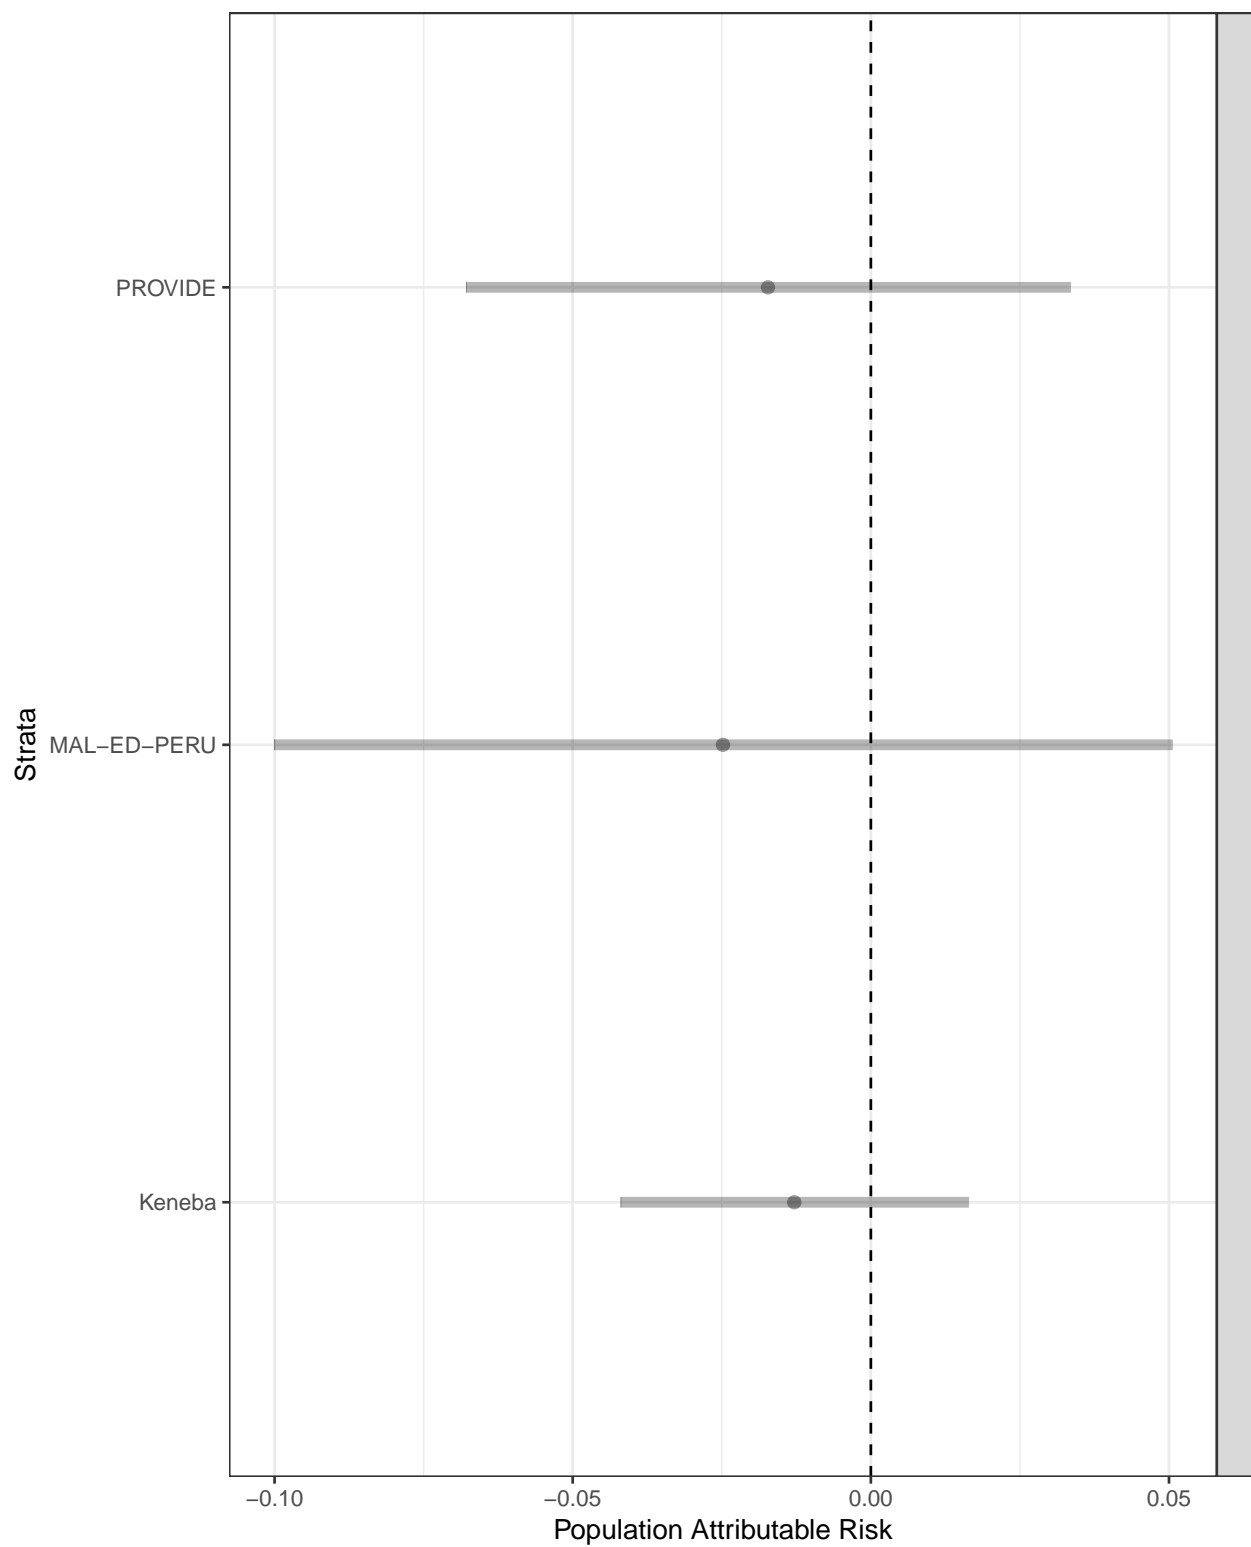 PROVIDE
MAL−ED−PERU
Keneba
Strata
−0.10
−0.05
0.00
0.05
Population Attributable Risk